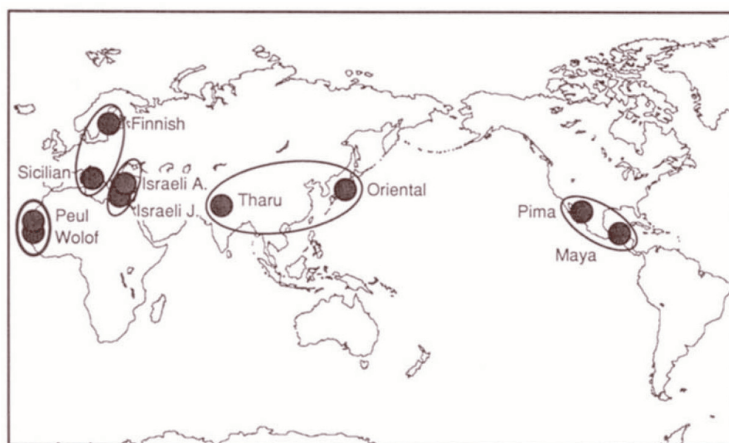 Finnish
Sicilian
Israeli A.
Israeli J.
Tharu
Oriental
Peul
Wolof
Pima
Maya